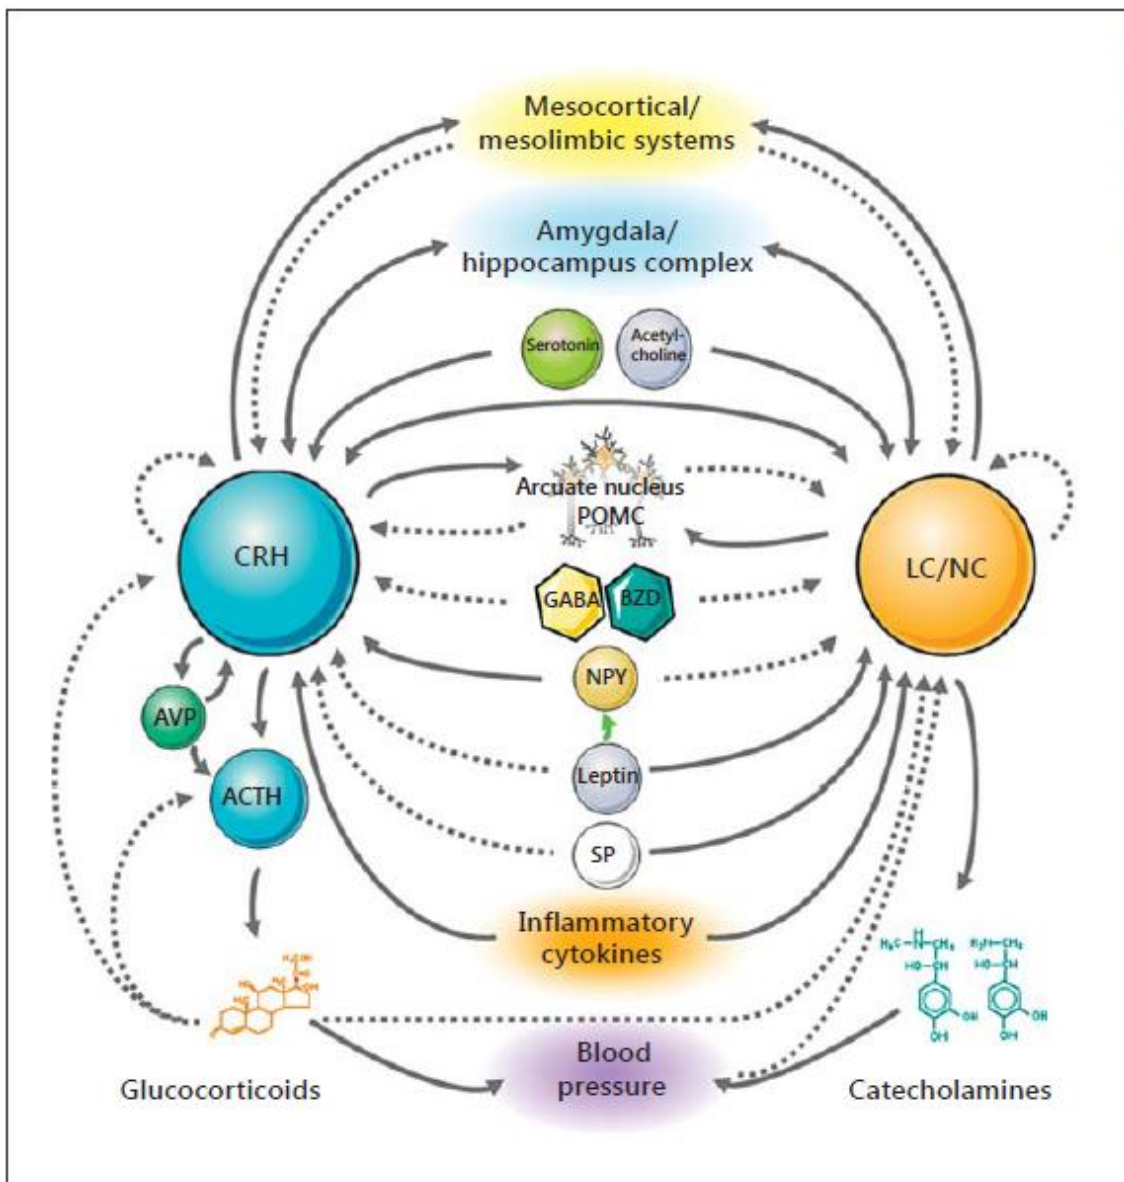 Mesocortical/
mesolimbic systems
Amygdala/
hippocampus complex
Serotonin
Acetyl-
choline
Arcuate nucleus
POMC
CRH
LC/NC
GABA
BZD
NPY
AVP
Leptin
ACTH
SP
Inflammatory
cytokines
Blood
pressure
Glucocorticoids
Catecholamines